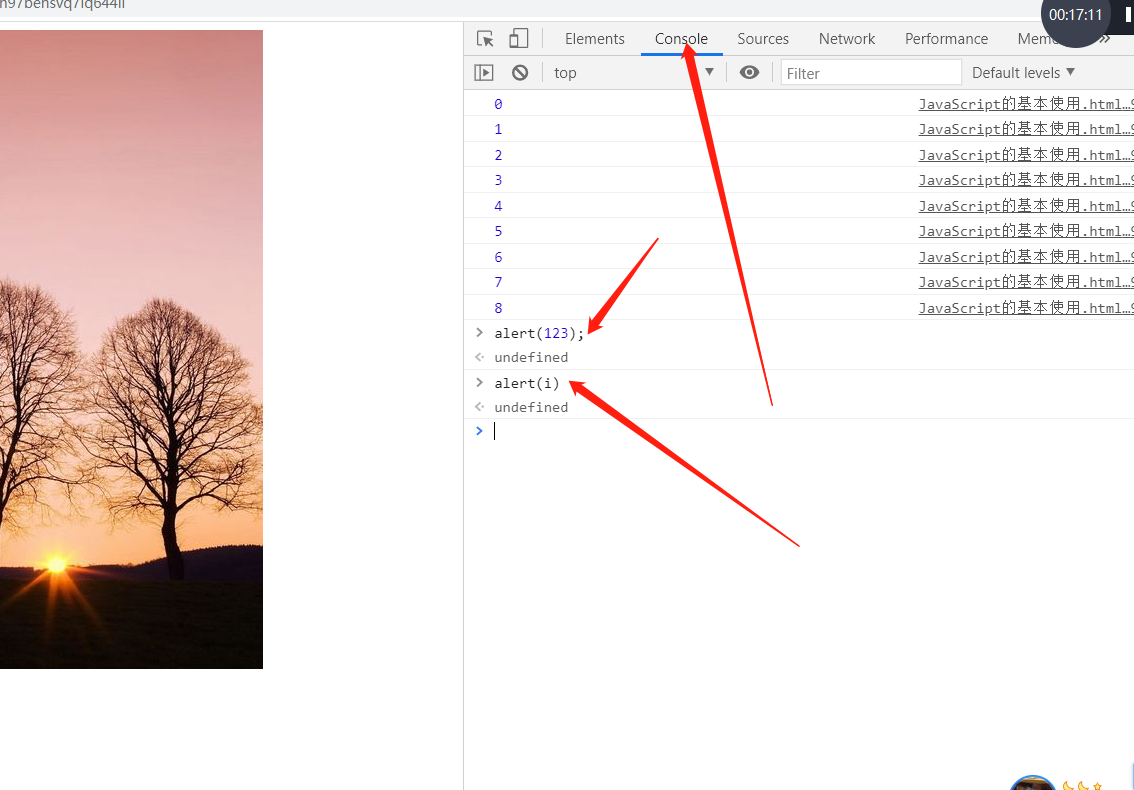 00:17:11
Elements Console Sources Network Performance
top Filter Default levels
0 JavaScript的基本使用.html…
1 JavaScript的基本使用.html…
2 JavaScript的基本使用.html…
3 JavaScript的基本使用.html…
4 JavaScript的基本使用.html…
5 JavaScript的基本使用.html…
6 JavaScript的基本使用.html…
7 JavaScript的基本使用.html…
8 JavaScript的基本使用.html…
alert(123);
undefined
alert(i)
undefined